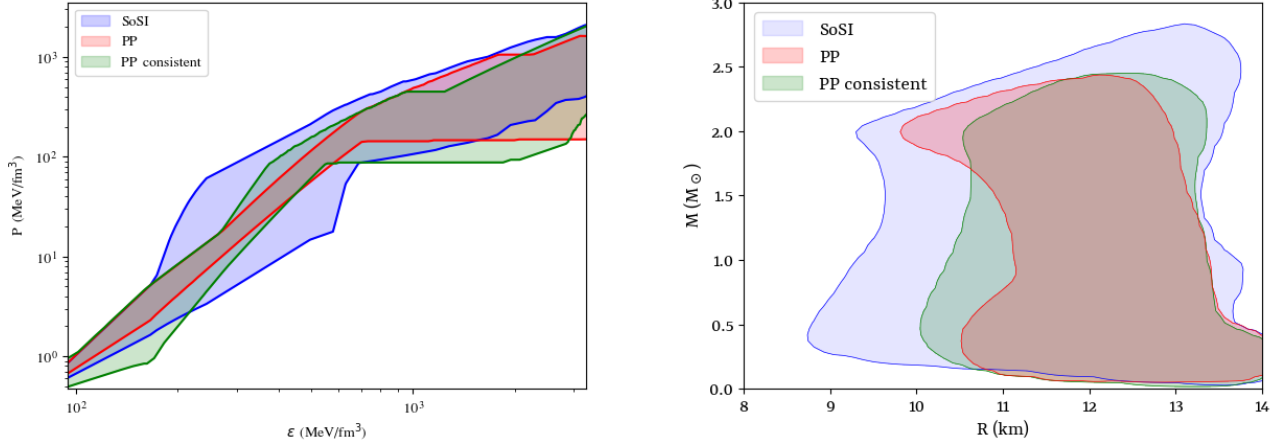 SoSI
PP
PP consistent
10³
10²
10¹
10⁰
P (MeV/fm³)
10²
10³
ε (MeV/fm³)
SoSI
PP
PP consistent
3.0
2.5
2.0
1.5
1.0
0.5
0.0
M (M⊙)
8
9
10
11
12
13
14
R (km)